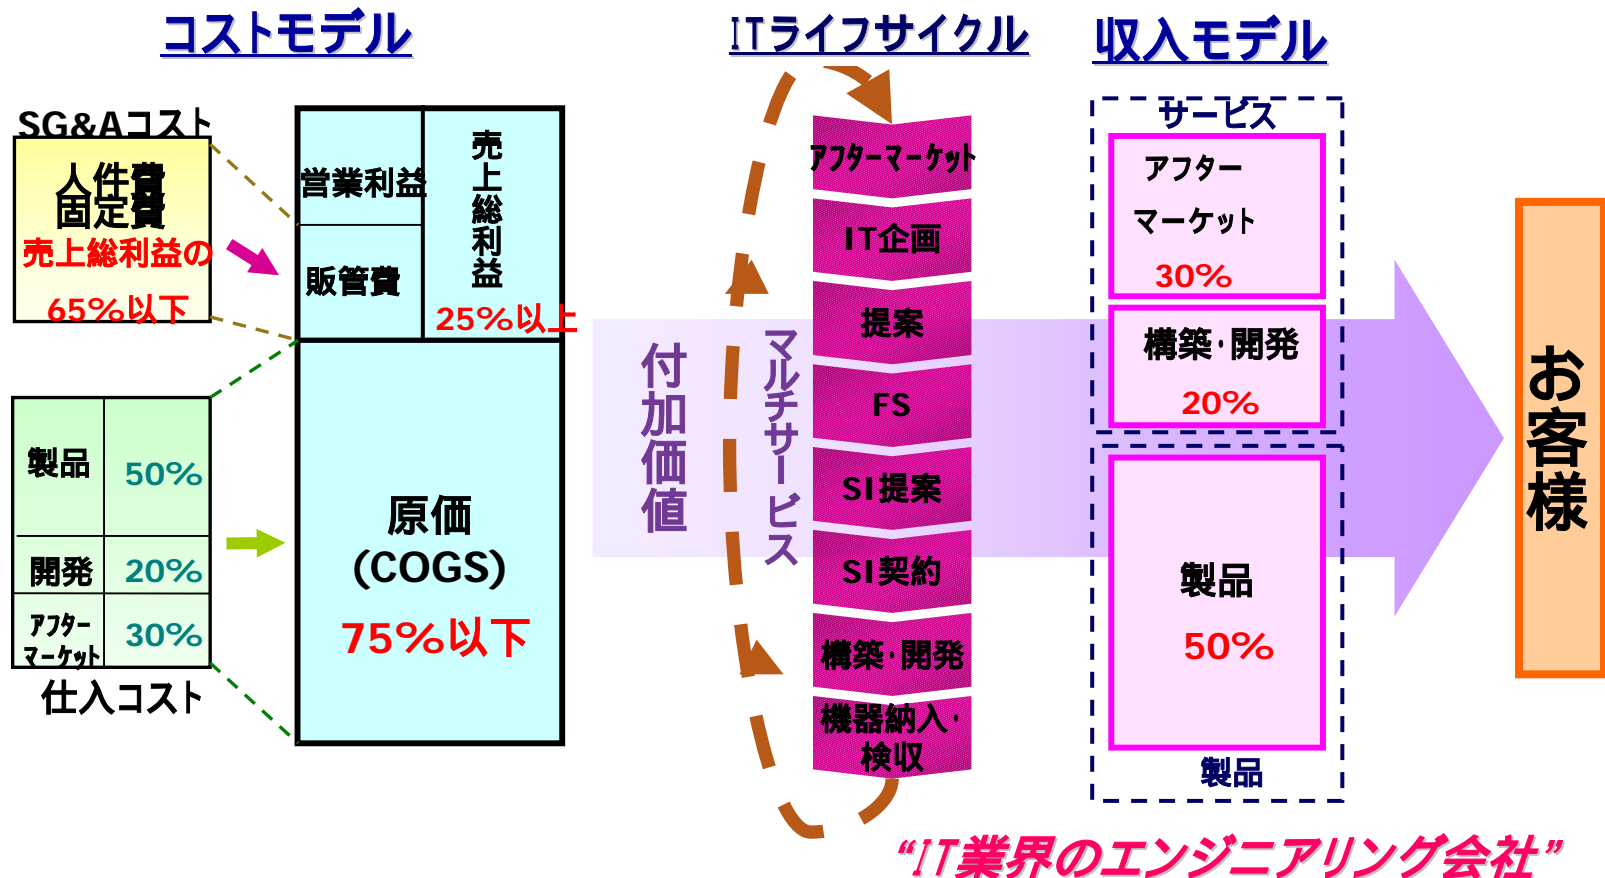 コストモデル
SG&Aコスト
人件費
固定費
売上総利益の
65%以下
製品
50%
開発
20%
アフター
マーケット
30%
仕入コスト
営業利益
販管費
売上総利益
25%以上
原価
(COGS)
75%以下
付加価値
マルチサービス
ITライフサイクル
アフターマーケット
IT企画
提案
FS
SI提案
SI契約
構築・開発
機器納入・
検収
収入モデル
サービス
アフター
マーケット
30%
構築・開発
20%
製品
50%
製品
お客様
“IT業界のエンジニアリング会社”